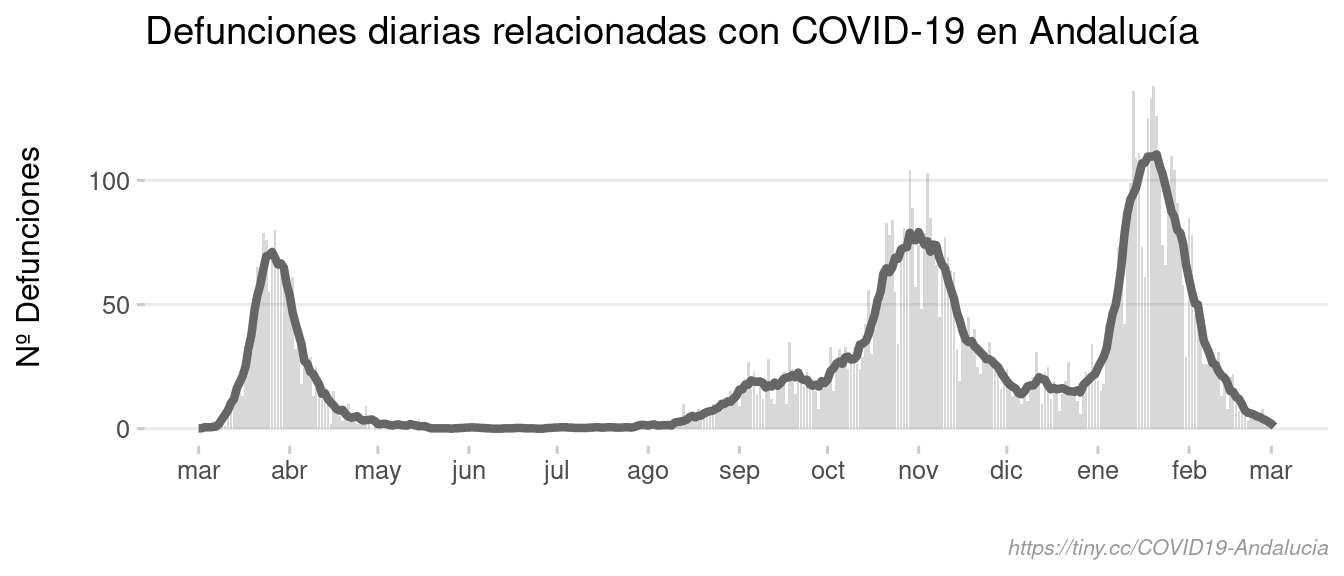 Defunciones diarias relacionadas con COVID-19 en Andalucía
Nº Defunciones
100
50
0
mar abr may jun jul ago sep oct nov dic ene feb mar
https://tiny.cc/COVID19-Andalucia